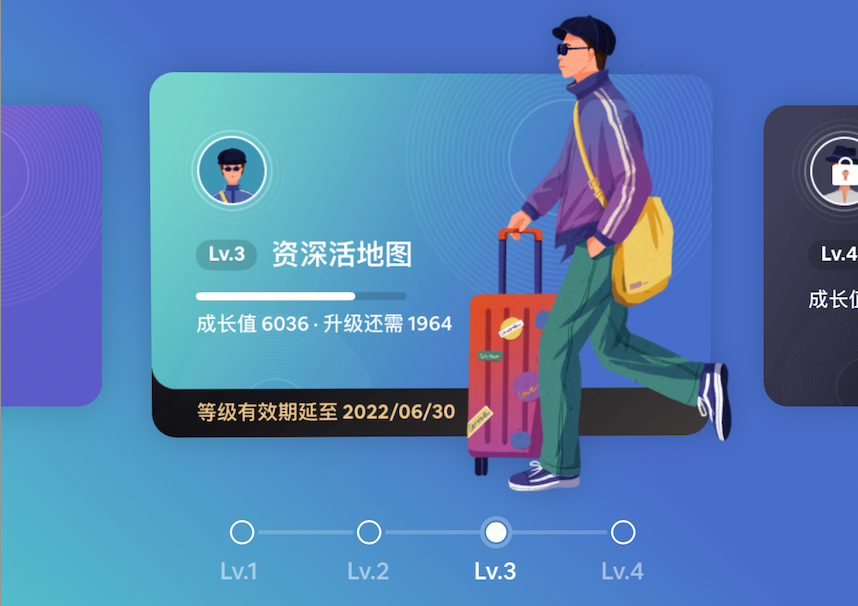 Lv.3 资深活地图
成长值 6036 · 升级还需 1964
等级有效期延至 2022/06/30
Lv.4
成长
Lv.1 Lv.2 Lv.3 Lv.4